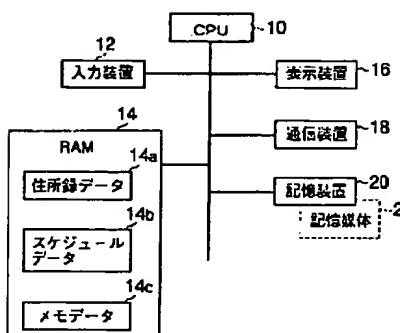 CPU
10
12
入力装置
表示装置
16
14
RAM
通信装置
18
14a
住所録データ
記憶装置
20
記憶媒体
2
14b
スケジュール
データ
14c
メモデータ